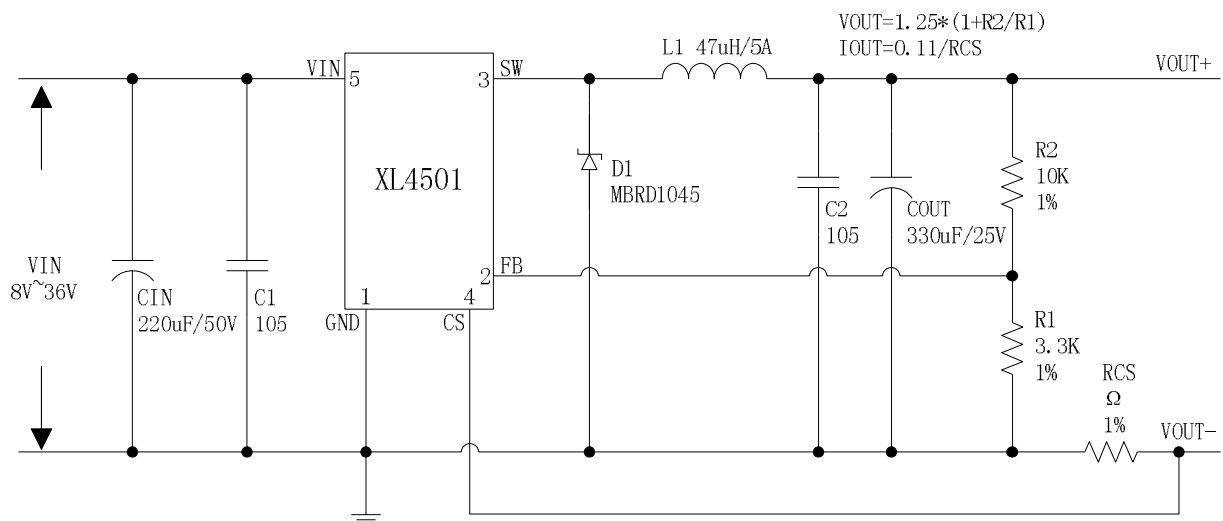 VOUT=1.25*(1+R2/R1)
IOUT=0.11/RCS
L1 47uH/5A
VIN
5
3
SW
VOUT+
XL4501
D1
MBRD1045
R2
10K
1%
C2
105
COUT
330uF/25V
VIN
8V~36V
CIN
220uF/50V
C1
105
2
FB
1
4
GND
CS
R1
3.3K
1%
RCS
Ω
1%
VOUT-